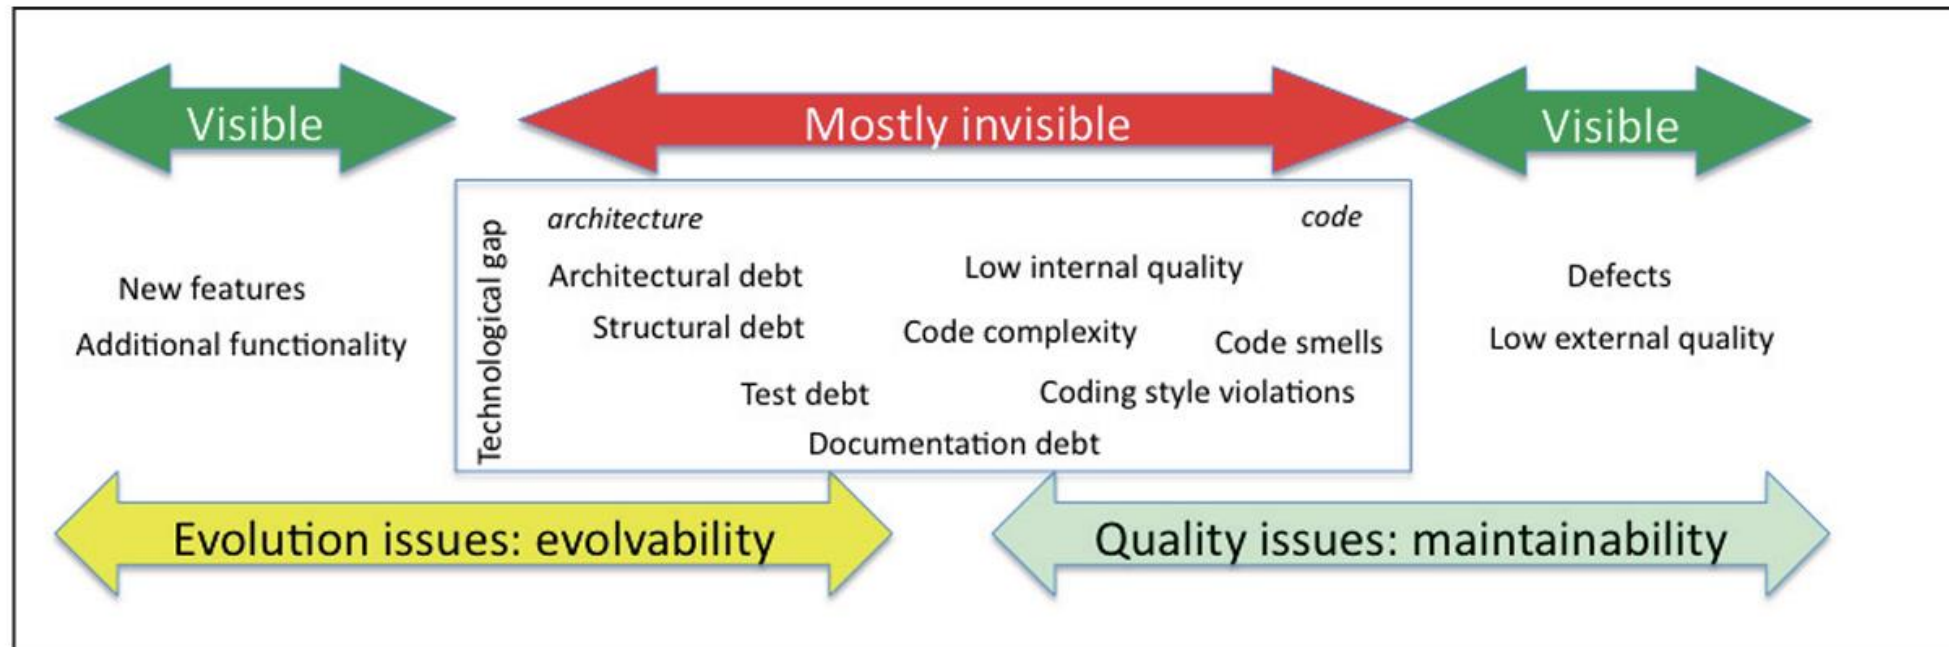 Visible
Mostly invisible
Visible
New features
Additional functionality
Technological gap
architecture
code
Architectural debt
Low internal quality
Structural debt
Code complexity
Code smells
Test debt
Coding style violations
Documentation debt
Defects
Low external quality
Evolution issues: evolvability
Quality issues: maintainability